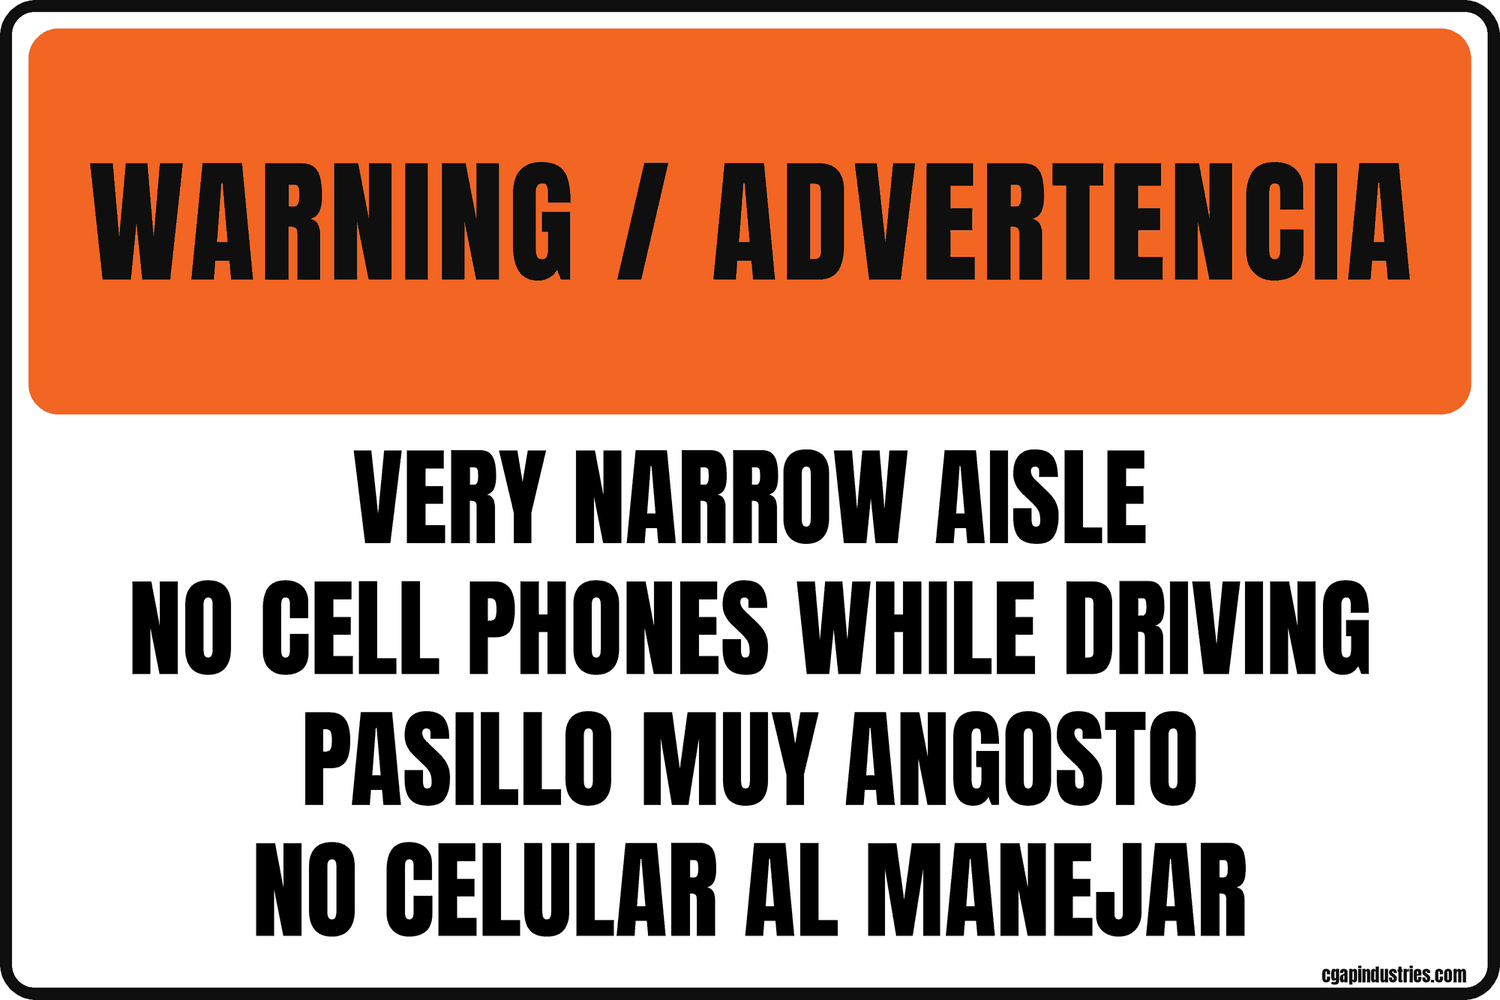 WARNING / ADVERTENCIA
VERY NARROW AISLE
NO CELL PHONES WHILE DRIVING
PASILLO MUY ANGOSTO
NO CELULAR AL MANEJAR
cgapindustries.com